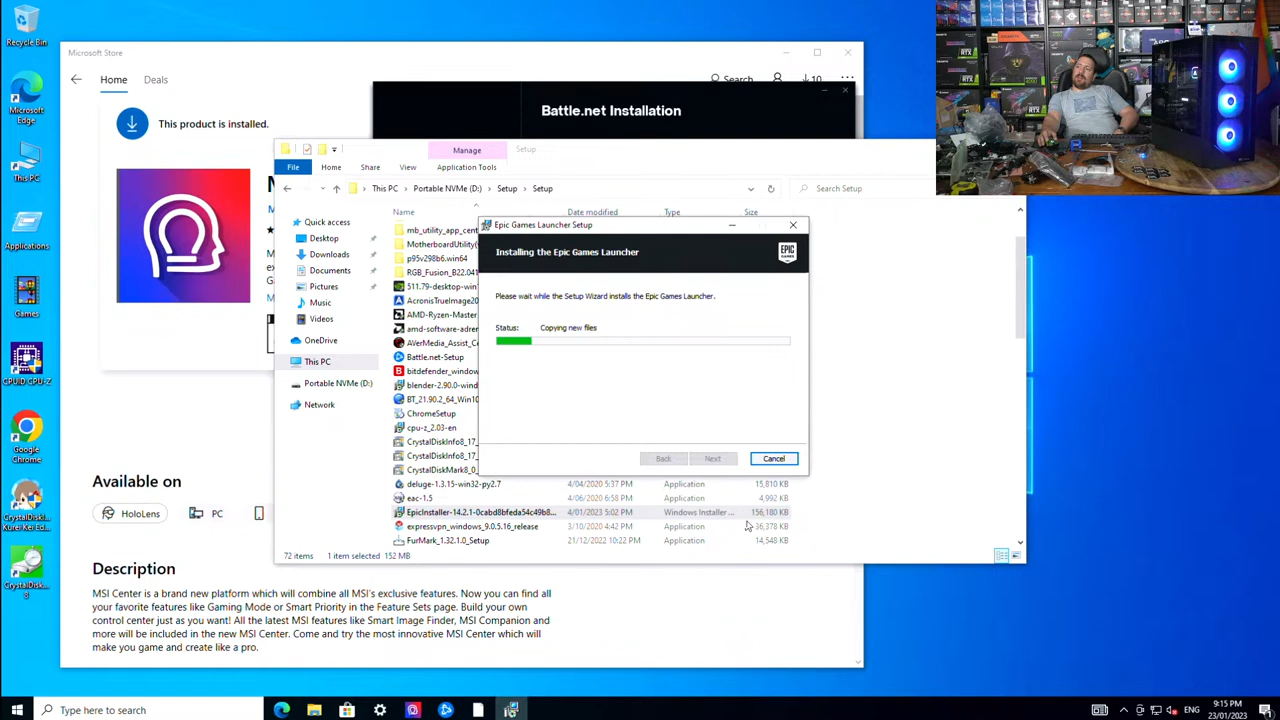 Recycle Bin
Microsoft Edge
This PC
Applications
Games
CPUID GPU-Z
Google Chrome
CrystalDisk
Kurei Kei Ed...
CrystalDisk
8
Microsoft Store
Home
Deals
Search
10
This product is installed.
Available on
HoloLens
PC
Description
MSI Center is a brand new platform which will combine all MSI's exclusive features. Now you can find all
your favorite features like Gaming Mode or Smart Priority in the Feature Sets page. Build your own
control center just as you want! All the latest MSI features like Smart Image Finder, MSI Companion and
more will be included in the new MSI Center. Come and try the most innovative MSI Center which will
make you game and create like a pro.
Battle.net Installation
Manage
Setup
File
Home
Share
View
Application Tools
This PC > Portable NVMe (D:) > Setup > Setup
Search Setup
Quick access
Desktop
Downloads
Documents
Pictures
Music
Videos
OneDrive
This PC
Portable NVMe (D:)
Network
Name
Date modified
Type
Size
mb_utility_app_cent
MotherboardUtility(
p95v298b6.win64
RGB_Fusion_B22.041
511.79-desktop-win
AcronisTrueImage20
AMD-Ryzen-Master
amd-software-adren
AVerMedia_Assist_C
Battle.net-Setup
bitdefender_window
blender-2.90.0-wind
BT_21.90.2_64_Win10
ChromeSetup
cpu-z_2.03-en
CrystalDiskInfo8_17_
CrystalDiskInfo8_17_
CrystalDiskMark8_0_
deluge-1.3.15-win32-py2.7 4/04/2020 5:37 PM Application 15,810 KB
eac-1.5 4/06/2020 6:58 PM Application 4,992 KB
EpicInstaller-14.2.1-0cabd8bfeda54c49b8... 4/01/2023 5:02 PM Windows Installer ... 156,180 KB
expressvpn_windows_9.0.5.16_release 3/10/2020 4:42 PM Application 36,378 KB
FurMark_1.32.1.0_Setup 21/12/2022 10:22 PM Application 14,548 KB
72 items 1 item selected 152 MB
Epic Games Launcher Setup
Installing the Epic Games Launcher
EPIC
GAMES
Please wait while the Setup Wizard installs the Epic Games Launcher.
Status: Copying new files
Back
Next
Cancel
Type here to search
ENG
9:15 PM
23/01/2023
1